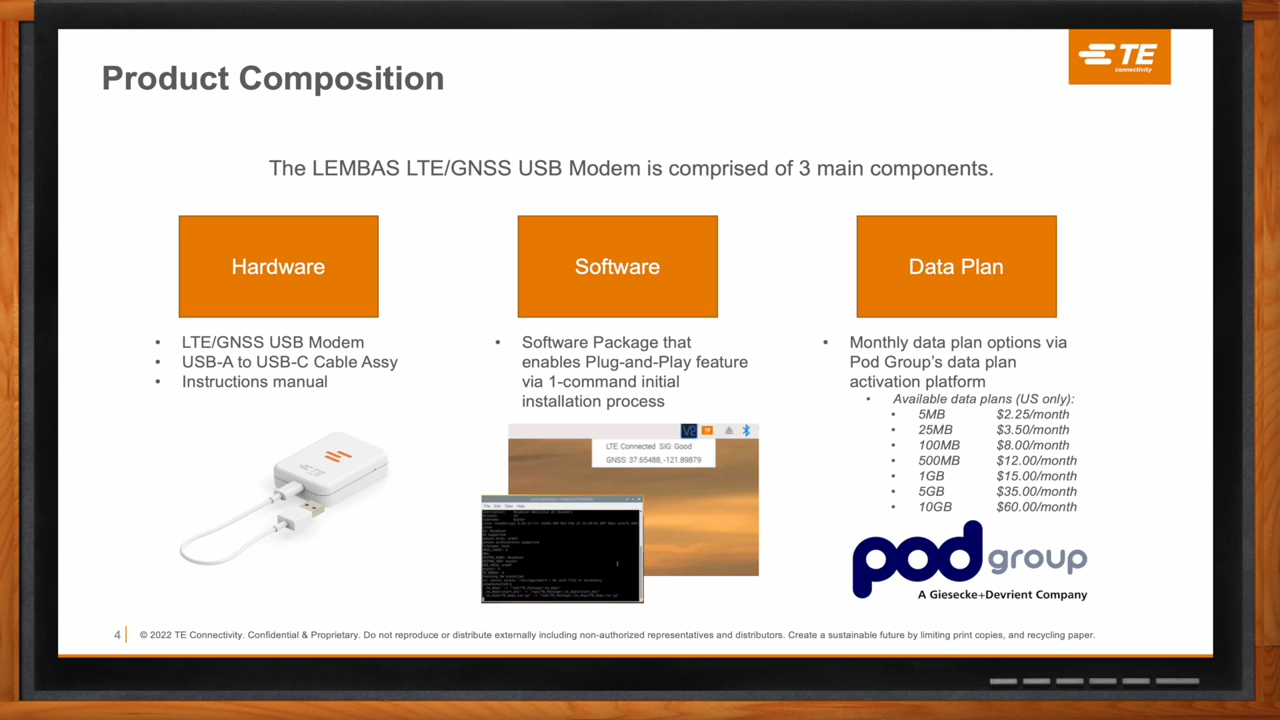 TE
connectivity
Product Composition
The LEMBAS LTE/GNSS USB Modem is comprised of 3 main components.
Hardware
• LTE/GNSS USB Modem
• USB-A to USB-C Cable Assy
• Instructions manual
TE
Software
• Software Package that
enables Plug-and-Play feature
via 1-command initial
installation process
TE
LTE: Connected SIG: Good
GNSS: 37.65488, -121.89879
File Edit Tabs Help
Data Plan
• Monthly data plan options via
Pod Group's data plan
activation platform
• Available data plans (US only):
• 5MB $2.25/month
• 25MB $3.50/month
• 100MB $8.00/month
• 500MB $12.00/month
• 1GB $15.00/month
• 5GB $35.00/month
• 10GB $60.00/month
pod group
A Giesecke+Devrient Company
4 © 2022 TE Connectivity. Confidential & Proprietary. Do not reproduce or distribute externally including non-authorized representatives and distributors. Create a sustainable future by limiting print copies, and recycling paper.